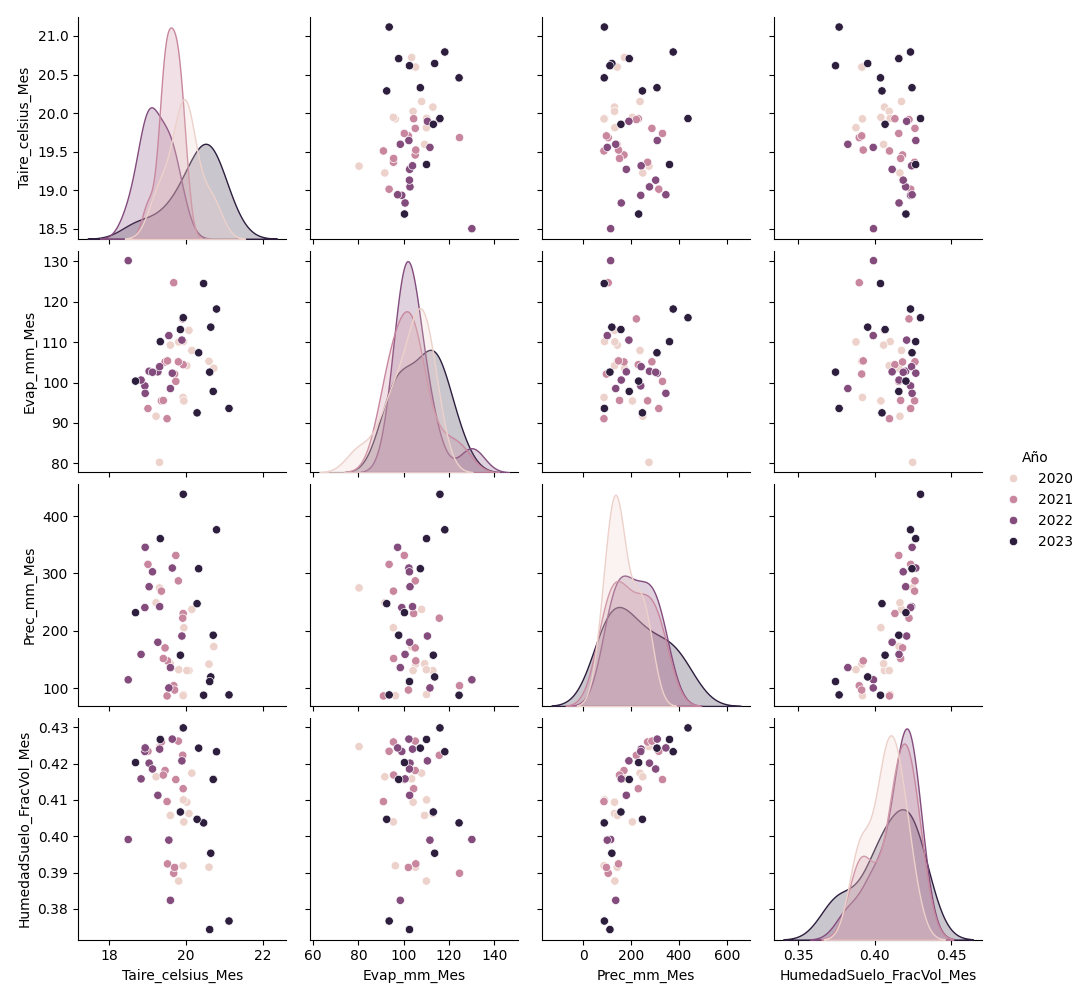 Taire_celsius_Mes
21.0
20.5
20.0
19.5
19.0
18.5
Evap_mm_Mes
130
120
110
100
90
80
Prec_mm_Mes
400
300
200
100
HumedadSuelo_FracVol_Mes
0.43
0.42
0.41
0.40
0.39
0.38
18 20 22
Taire_celsius_Mes
60 80 100 120 140
Evap_mm_Mes
0 200 400 600
Prec_mm_Mes
0.35 0.40 0.45
HumedadSuelo_FracVol_Mes
Año
2020
2021
2022
2023